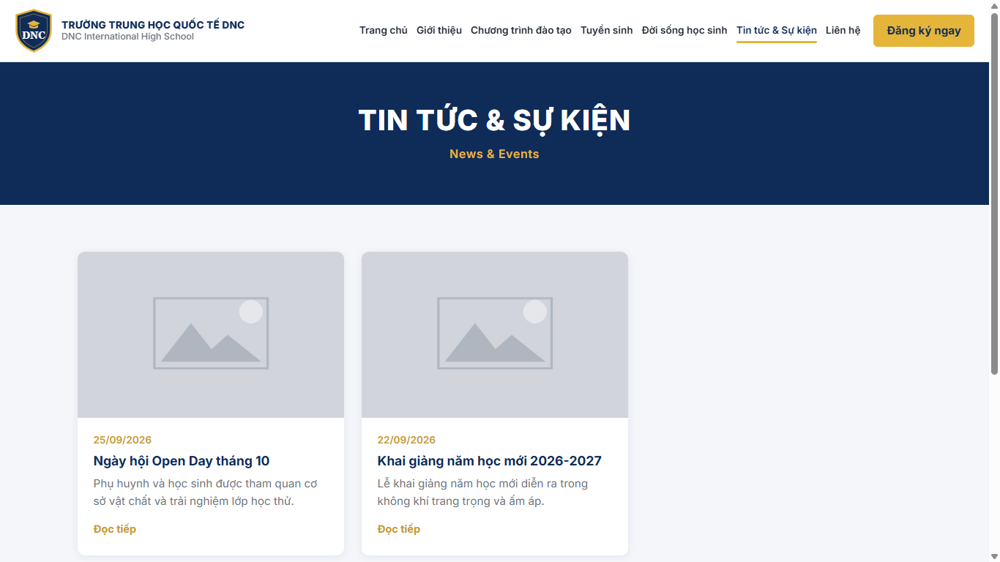 DNC
TRƯỜNG TRUNG HỌC QUỐC TẾ DNC
DNC International High School
Trang chủ
Giới thiệu
Chương trình đào tạo
Tuyển sinh
Đời sống học sinh
Tin tức & Sự kiện
Liên hệ
Đăng ký ngay
TIN TỨC & SỰ KIỆN
News & Events
25/09/2026
Ngày hội Open Day tháng 10
Phụ huynh và học sinh được tham quan cơ
sở vật chất và trải nghiệm lớp học thử.
Đọc tiếp
22/09/2026
Khai giảng năm học mới 2026-2027
Lễ khai giảng năm học mới diễn ra trong
không khí trang trọng và ấm áp.
Đọc tiếp